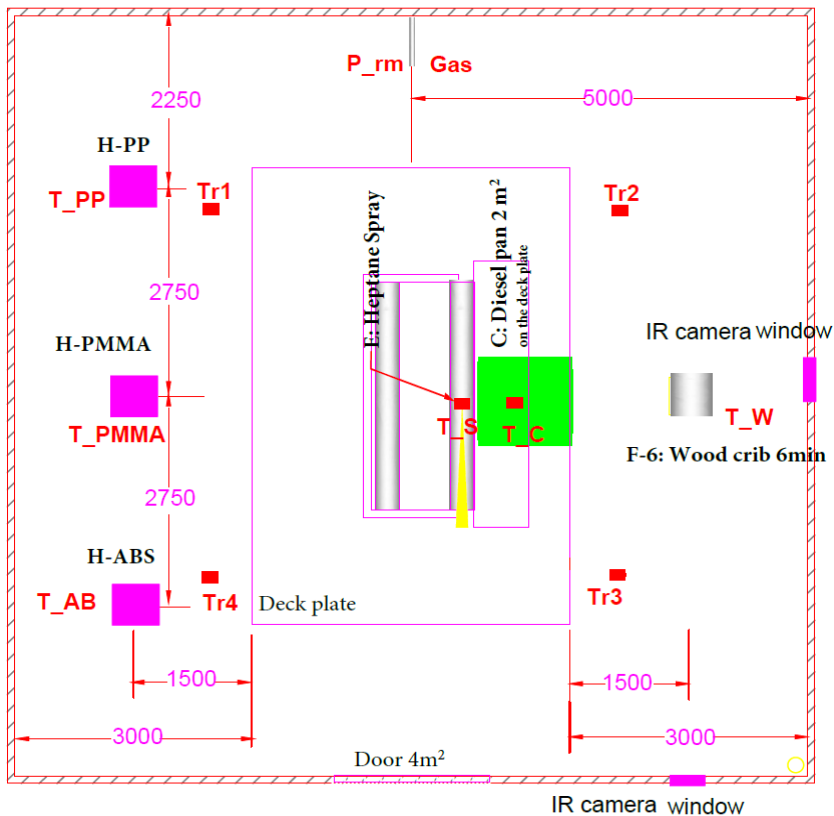 P_rm Gas
2250
5000
H-PP
T_PP
Tr1
Tr2
E: Heptane Spray
C: Diesel pan 2 m²
on the deck plate
2750
H-PMMA
T_PMMA
IR camera window
T_S
T_C
T_W
F-6: Wood crib 6min
2750
H-ABS
T_AB
Tr4
Deck plate
Tr3
1500
1500
3000
3000
Door 4m²
IR camera window